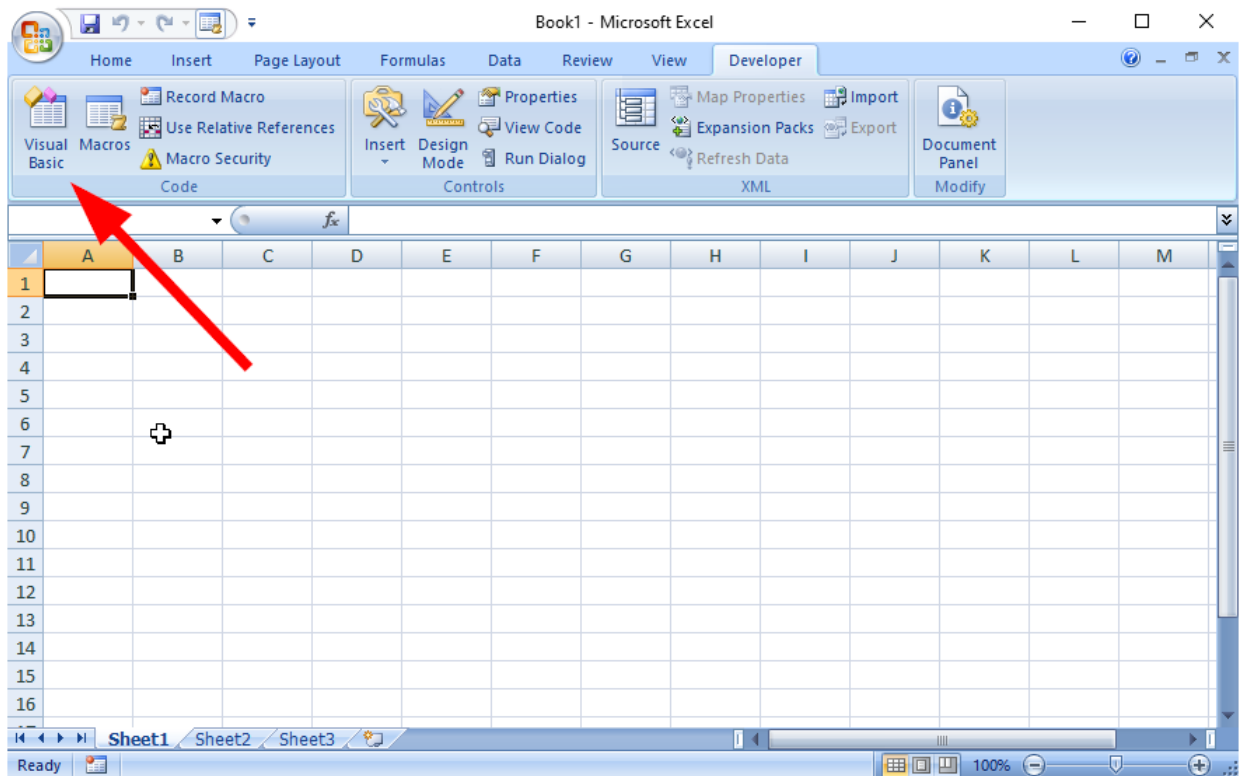 Book1 - Microsoft Excel
Home Insert Page Layout Formulas Data Review View Developer
Visual Basic
Macros
Record Macro
Use Relative References
Macro Security
Code
Insert
Design Mode
Properties
View Code
Run Dialog
Controls
Source
Map Properties
Expansion Packs
Refresh Data
Import
Export
XML
Document Panel
Modify
fx
A B C D E F G H I J K L M
1
2
3
4
5
6
7
8
9
10
11
12
13
14
15
16
Sheet1 Sheet2 Sheet3
Ready 100%